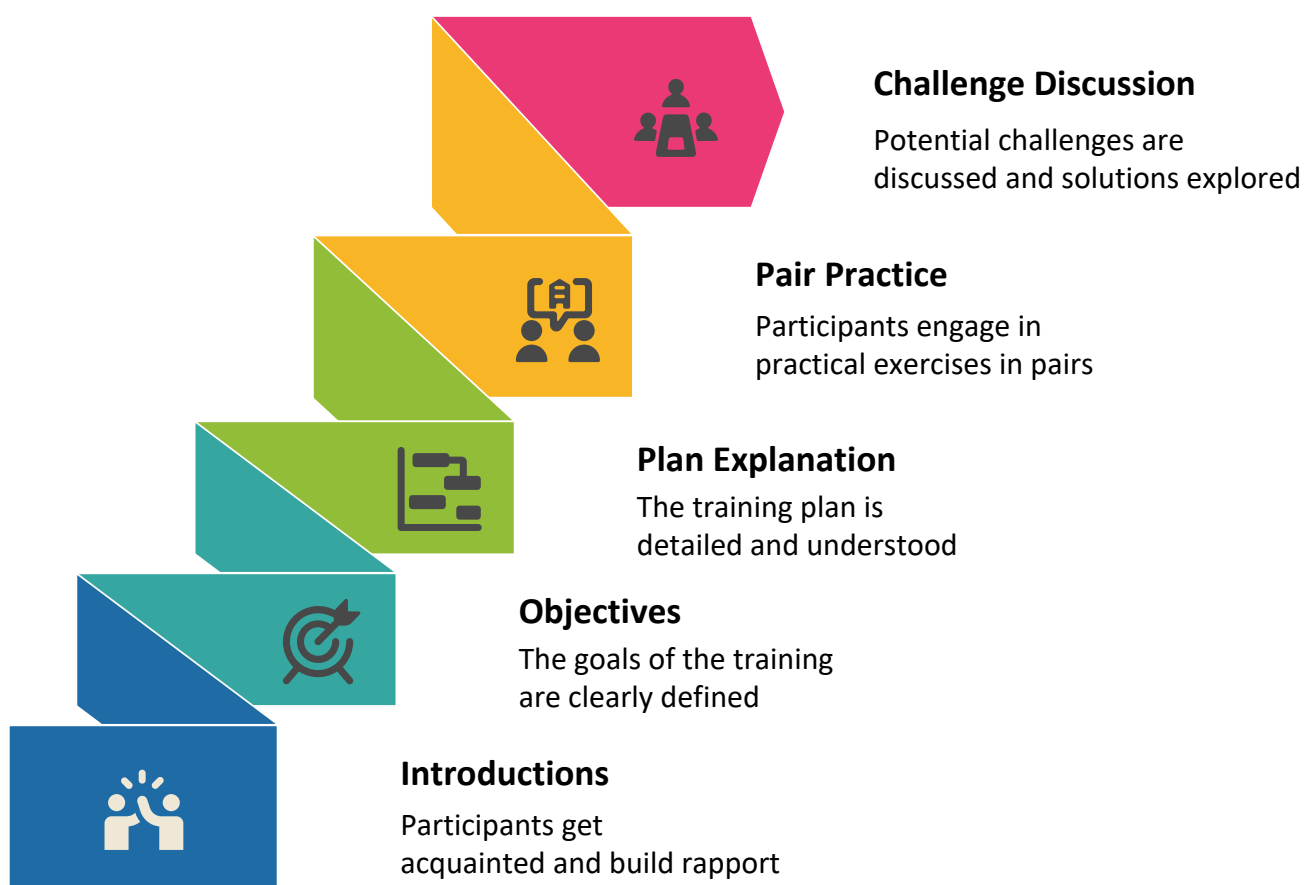 Challenge Discussion
Potential challenges are
discussed and solutions explored
Pair Practice
Participants engage in
practical exercises in pairs
Plan Explanation
The training plan is
detailed and understood
Objectives
The goals of the training
are clearly defined
Introductions
Participants get
acquainted and build rapport